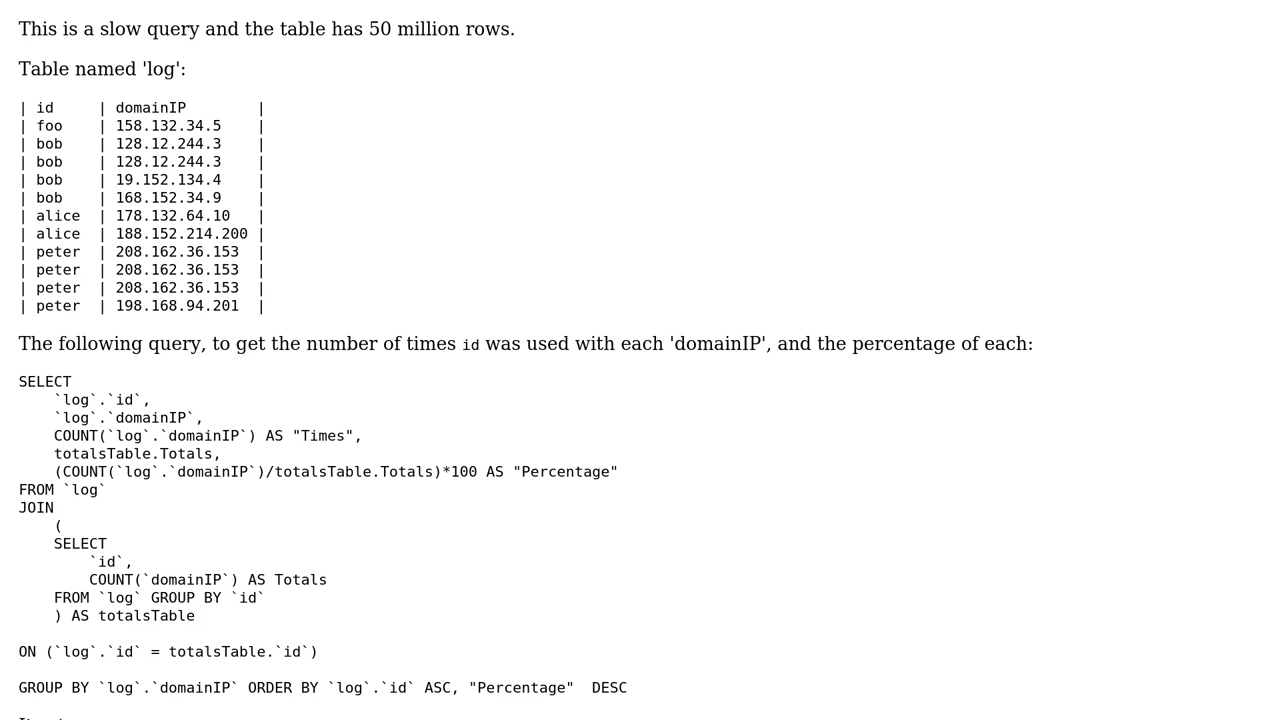 This is a slow query and the table has 50 million rows.
Table named 'log':
| id     | domainIP        |
| foo    | 158.132.34.5    |
| bob    | 128.12.244.3    |
| bob    | 128.12.244.3    |
| bob    | 19.152.134.4    |
| bob    | 168.152.34.9    |
| alice  | 178.132.64.10   |
| alice  | 188.152.214.200 |
| peter  | 208.162.36.153  |
| peter  | 208.162.36.153  |
| peter  | 208.162.36.153  |
| peter  | 198.168.94.201  |
The following query, to get the number of times id was used with each 'domainIP', and the percentage of each:
SELECT
    `log`.`id`,
    `log`.`domainIP`,
    COUNT(`log`.`domainIP`) AS "Times",
    totalsTable.Totals,
    (COUNT(`log`.`domainIP`)/totalsTable.Totals)*100 AS "Percentage"
FROM `log`
JOIN
    (
    SELECT
        `id`,
        COUNT(`domainIP`) AS Totals
    FROM `log` GROUP BY `id`
    ) AS totalsTable
ON (`log`.`id` = totalsTable.`id`)
GROUP BY `log`.`domainIP` ORDER BY `log`.`id` ASC, "Percentage"  DESC